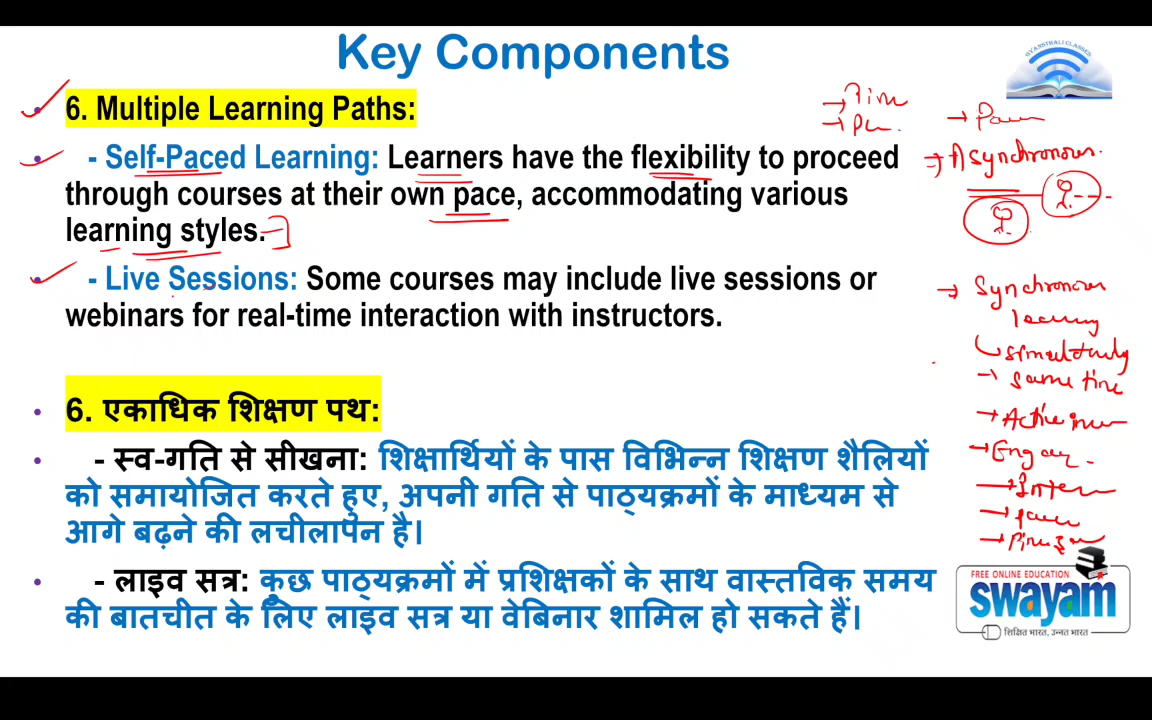 Key Components
GYANSTHALI CLASSES
6. Multiple Learning Paths:
- Self-Paced Learning: Learners have the flexibility to proceed
through courses at their own pace, accommodating various
learning styles.
- Live Sessions: Some courses may include live sessions or
webinars for real-time interaction with instructors.
6. एकाधिक शिक्षण पथ:
- स्व-गति से सीखना: शिक्षार्थियों के पास विभिन्न शिक्षण शैलियों
को समायोजित करते हुए, अपनी गति से पाठ्यक्रमों के माध्यम से
आगे बढ़ने की लचीलापन है।
- लाइव सत्र: कुछ पाठ्यक्रमों में प्रशिक्षकों के साथ वास्तविक समय
की बातचीत के लिए लाइव सत्र या वेबिनार शामिल हो सकते हैं।
→ Time
→ Asynchronous.
→ Synchronous
learning
→ same time
FREE ONLINE EDUCATION
swayam
शिक्षित भारत, उन्नत भारत